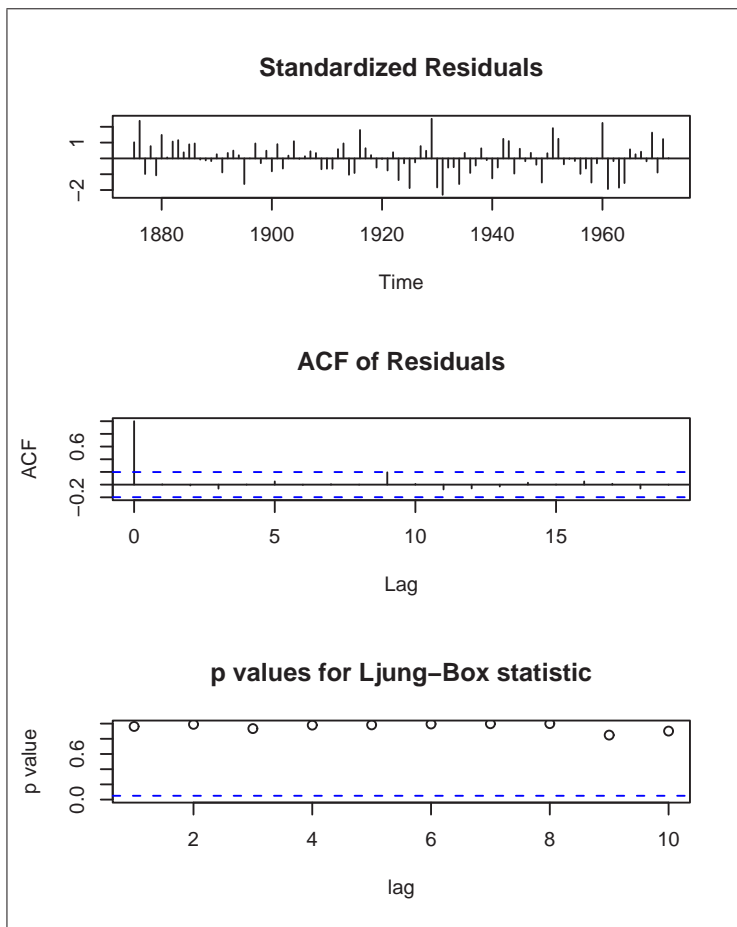 Standardized Residuals
1
−2
1880 1900 1920 1940 1960
Time
ACF of Residuals
ACF
0.6
−0.2
0 5 10 15
Lag
p values for Ljung−Box statistic
p value
0.6
0.0
2 4 6 8 10
lag